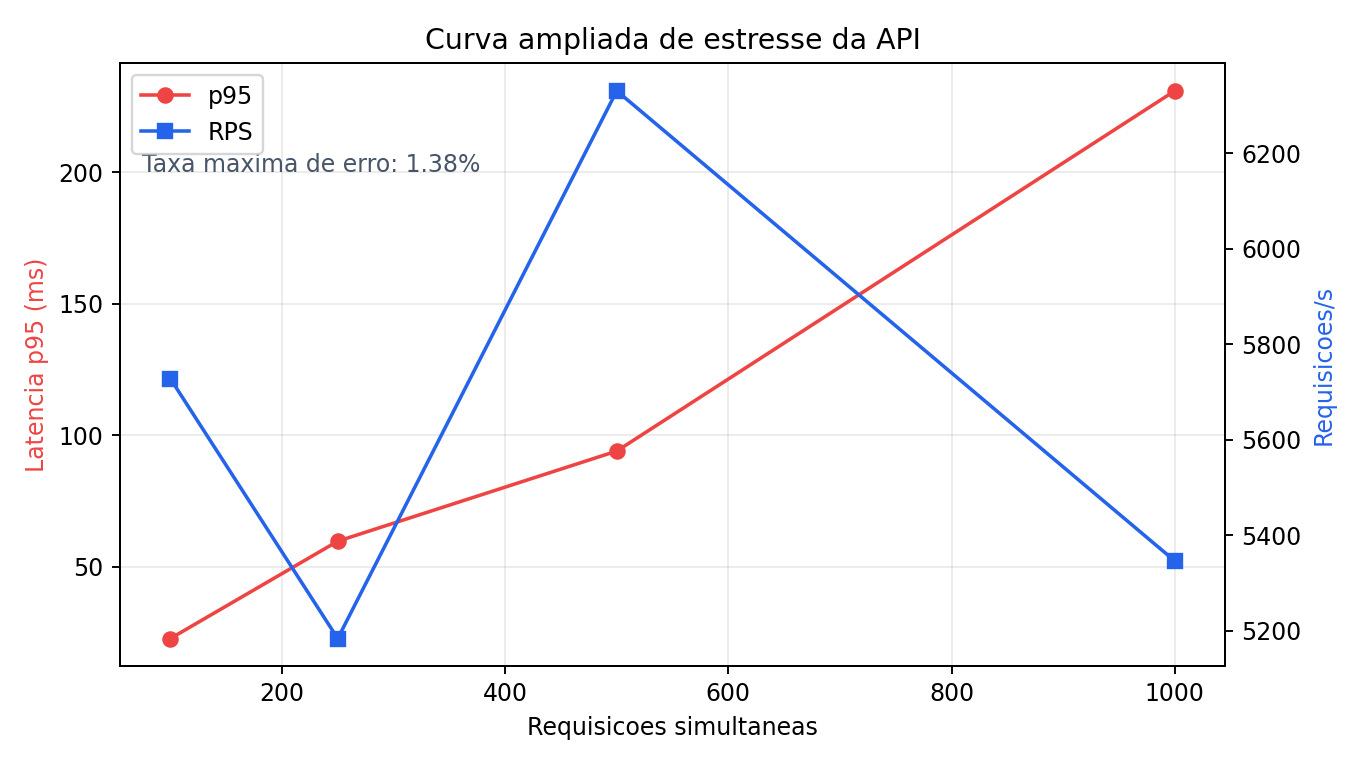 Curva ampliada de estresse da API
p95
RPS
Taxa maxima de erro: 1.38%
200
150
100
50
Latencia p95 (ms)
6200
6000
5800
5600
5400
5200
Requisicoes/s
200
400
600
800
1000
Requisicoes simultaneas